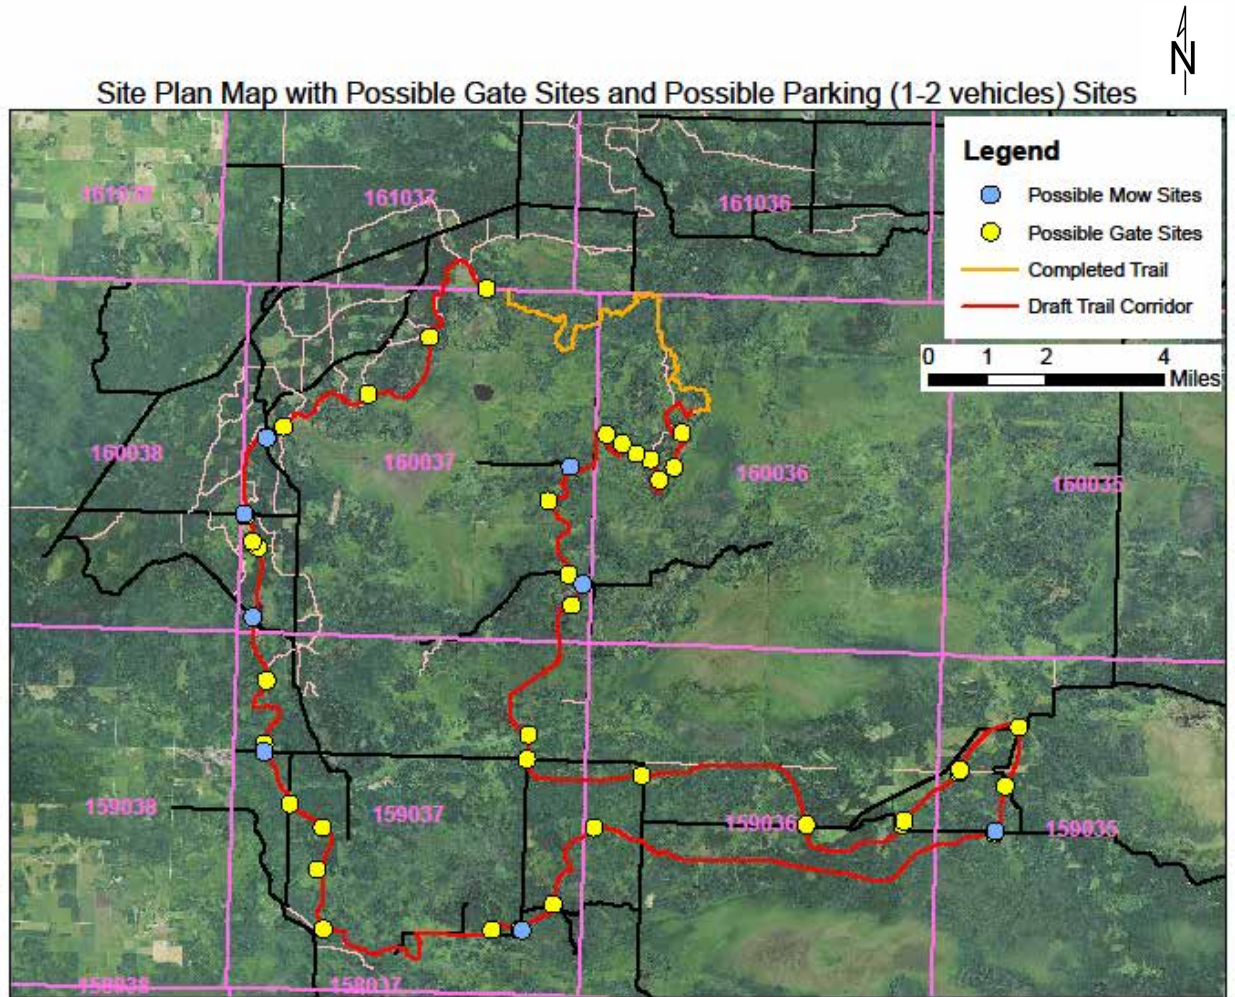 N
Site Plan Map with Possible Gate Sites and Possible Parking (1-2 vehicles) Sites
Legend
Possible Mow Sites
Possible Gate Sites
Completed Trail
Draft Trail Corridor
0 1 2 4
Miles
161038
161037
161036
160038
160037
160036
160035
159038
159037
159036
159035
158038
158037